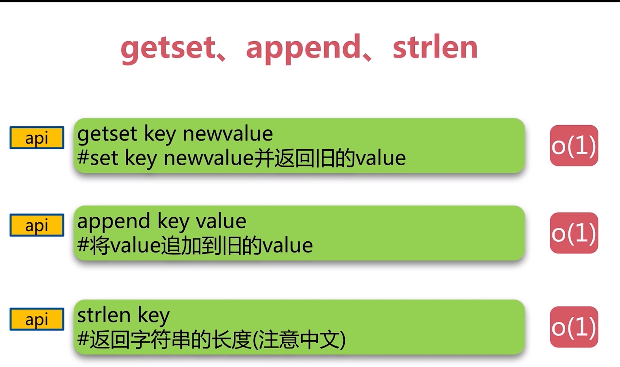 getset、append、strlen
api
getset key newvalue
#set key newvalue并返回旧的value
o(1)
api
append key value
#将value追加到旧的value
o(1)
api
strlen key
#返回字符串的长度(注意中文)
o(1)